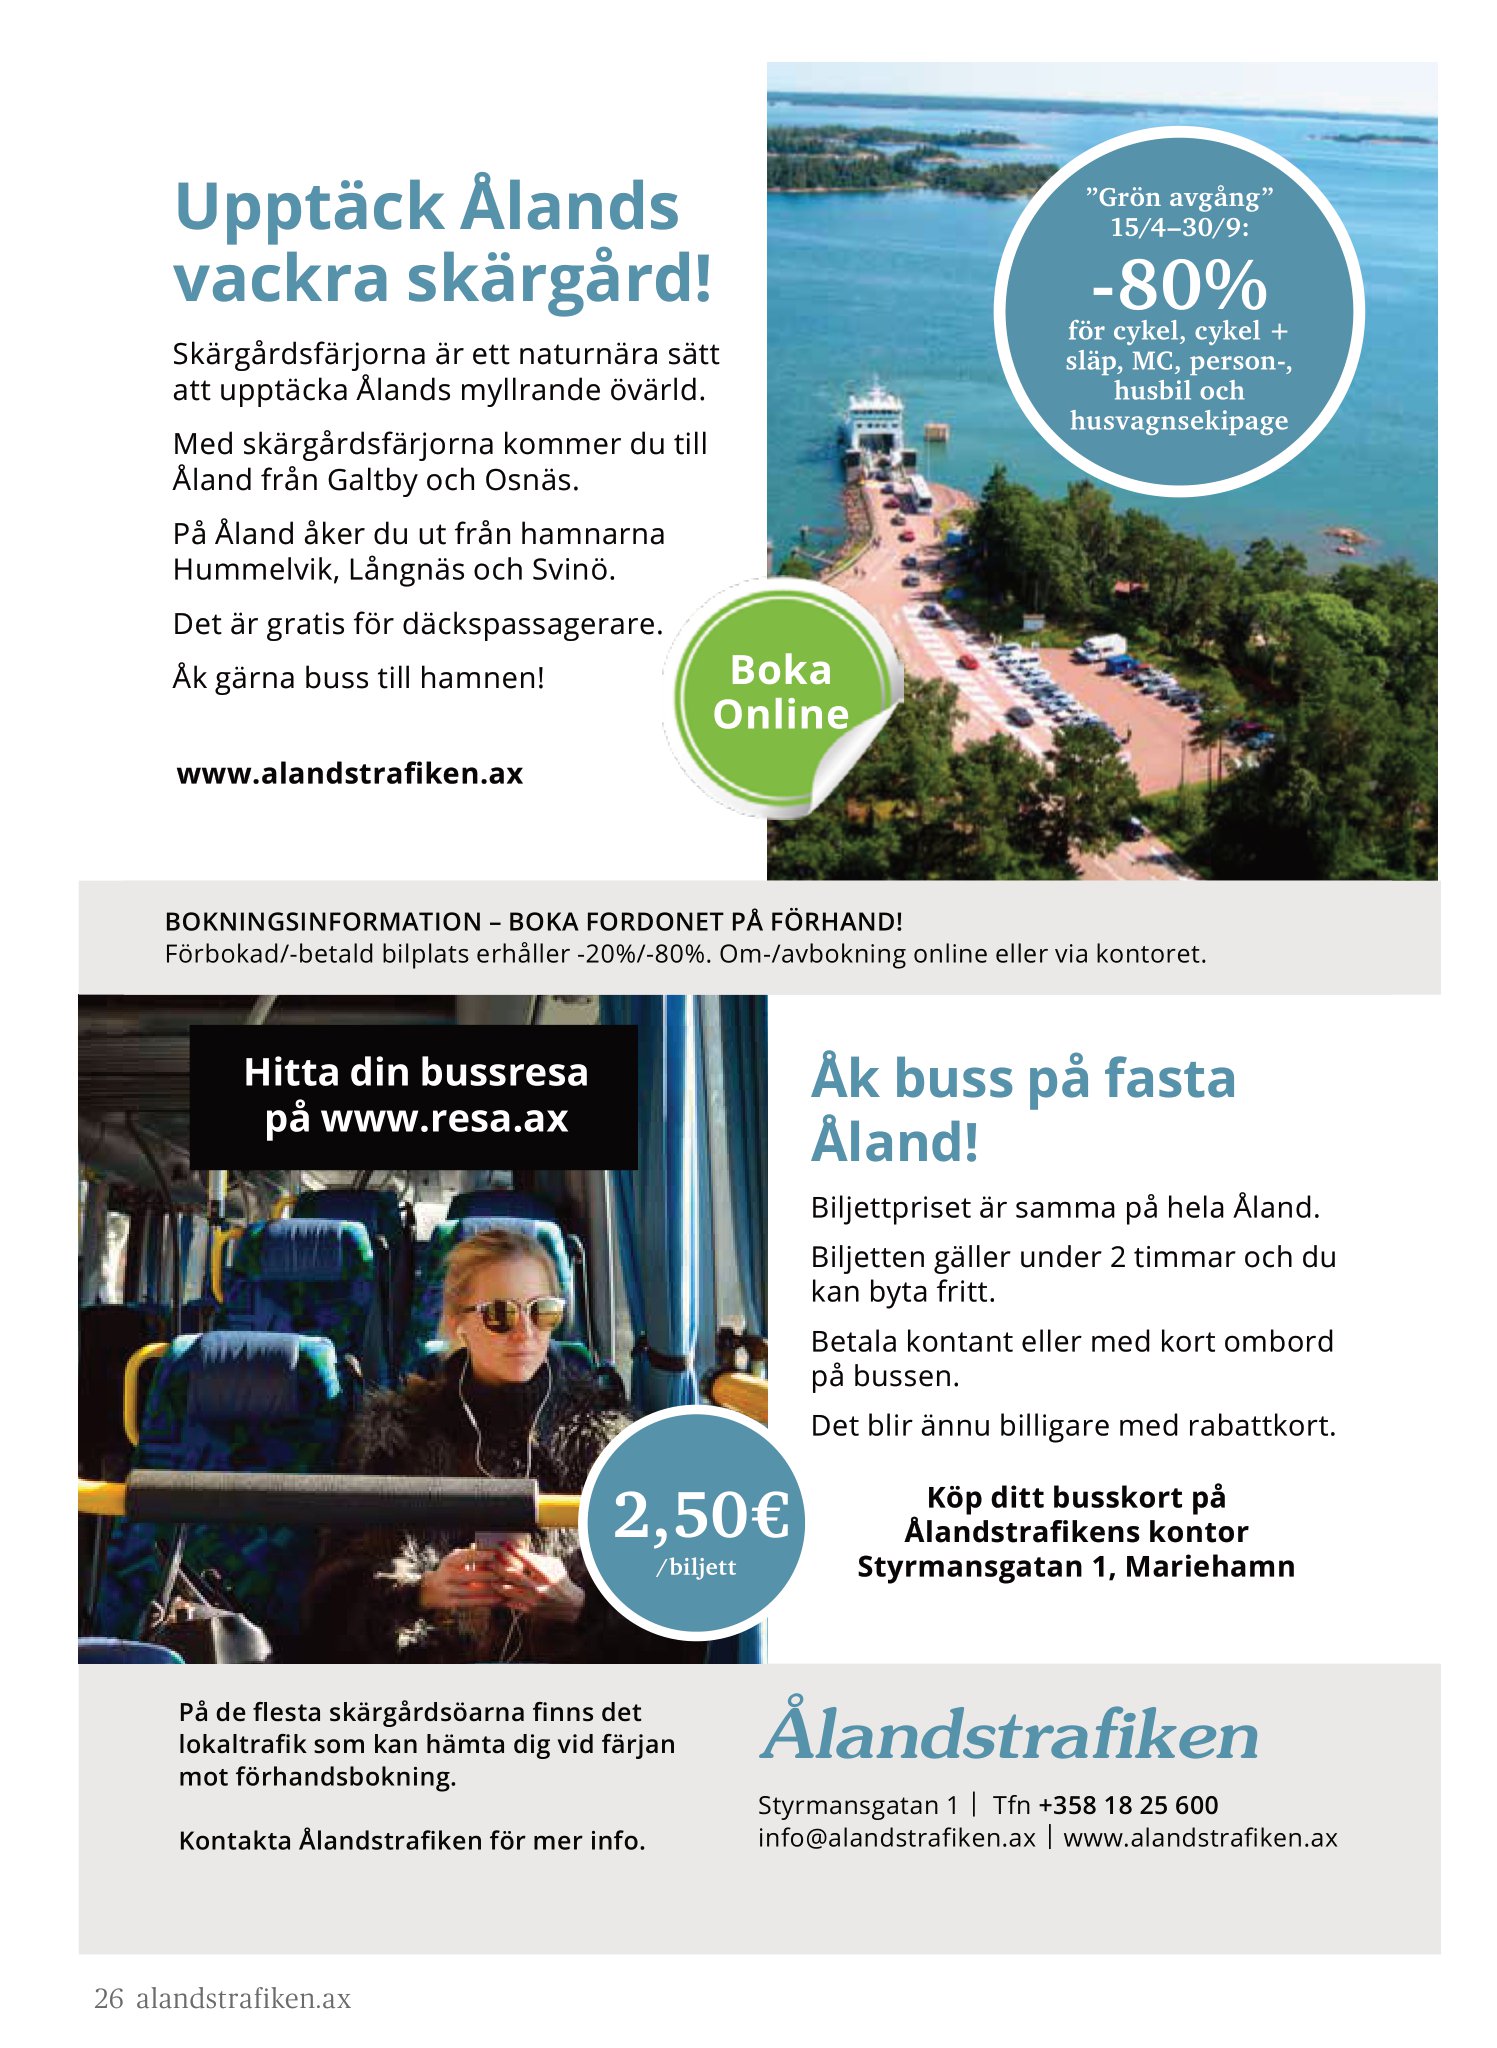 Upptäck Ålands
vackra skärgård!
Skärgårdsfärjorna är ett naturnära sätt
att upptäcka Ålands myllrande övärld.
Med skärgårdsfärjorna kommer du till
Åland från Galtby och Osnäs.
På Åland åker du ut från hamnarna
Hummelvik, Långnäs och Svinö.
Det är gratis för däckspassagerare.
Åk gärna buss till hamnen!
www.alandstrafiken.ax
Boka
Online
”Grön avgång”
15/4–30/9:
-80%
för cykel, cykel +
släp, MC, person-,
husbil och
husvagnsekipage
BOKNINGSINFORMATION – BOKA FORDONET PÅ FÖRHAND!
Förbokad/-betald bilplats erhåller -20%/-80%. Om-/avbokning online eller via kontoret.
Hitta din bussresa
på www.resa.ax
2,50€
/biljett
Åk buss på fasta
Åland!
Biljettpriset är samma på hela Åland.
Biljetten gäller under 2 timmar och du
kan byta fritt.
Betala kontant eller med kort ombord
på bussen.
Det blir ännu billigare med rabattkort.
Köp ditt busskort på
Ålandstrafikens kontor
Styrmansgatan 1, Mariehamn
På de flesta skärgårdsöarna finns det
lokaltrafik som kan hämta dig vid färjan
mot förhandsbokning.
Kontakta Ålandstrafiken för mer info.
Ålandstrafiken
Styrmansgatan 1 | Tfn +358 18 25 600
info@alandstrafiken.ax | www.alandstrafiken.ax
26 alandstrafiken.ax